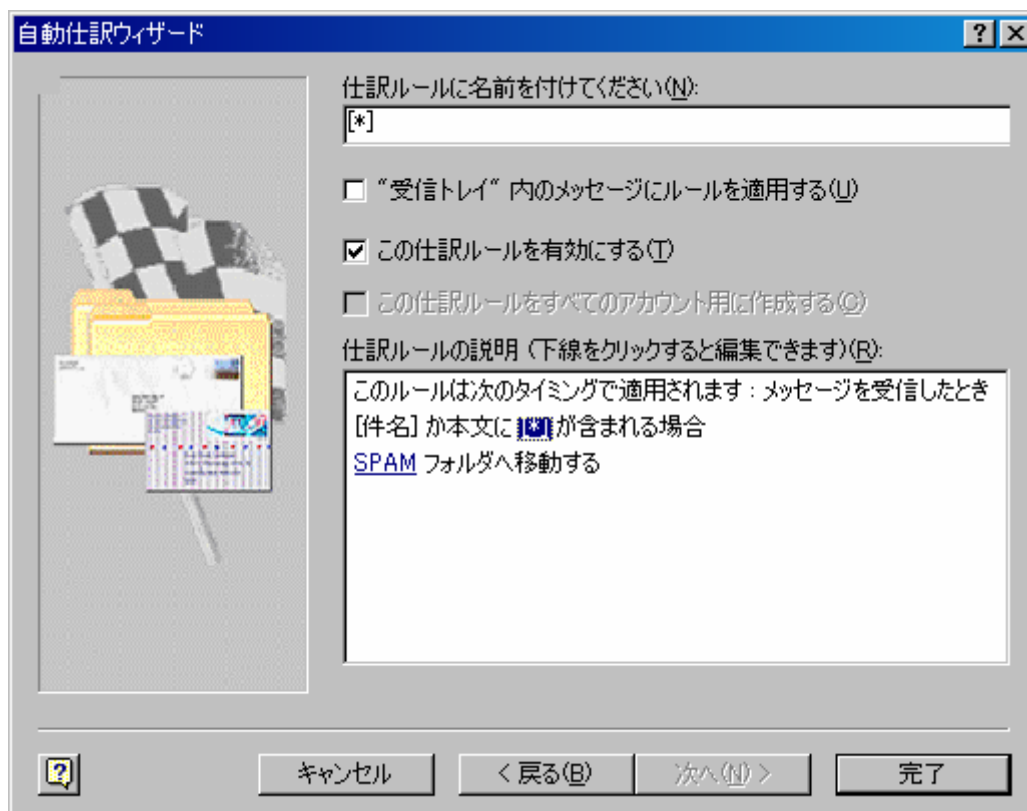 自動仕訳ウィザード
仕訳ルールに名前を付けてください(N):
[*]
“受信トレイ“ 内のメッセージにルールを適用する(U)
この仕訳ルールを有効にする(T)
この仕訳ルールをすべてのアカウント用に作成する(C)
仕訳ルールの説明 (下線をクリックすると編集できます)(R):
このルールは次のタイミングで適用されます : メッセージを受信したとき
[件名] か本文に [*] が含まれる場合
SPAM フォルダへ移動する
キャンセル
< 戻る(B)
次へ(N) >
完了